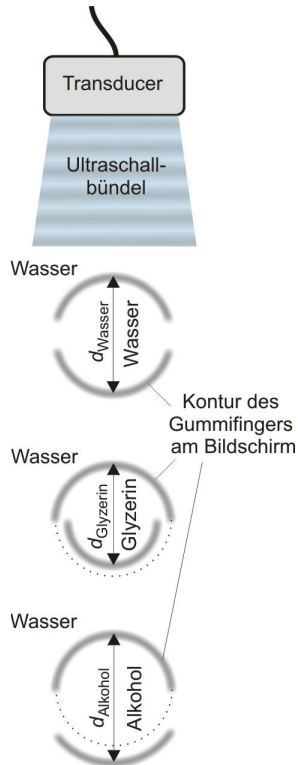 Transducer
Ultraschall-
bündel
Wasser
dWasser
Wasser
Kontur des
Gummifingers
am Bildschirm
Wasser
dGlyzerin
Glyzerin
Wasser
dAlkohol
Alkohol